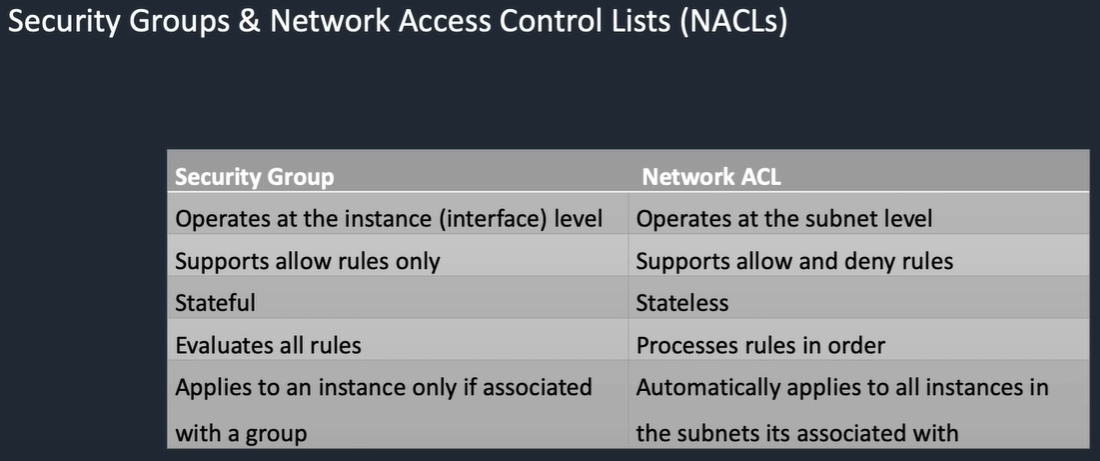 Security Groups & Network Access Control Lists (NACLs)
Security Group Network ACL
Operates at the instance (interface) level Operates at the subnet level
Supports allow rules only Supports allow and deny rules
Stateful Stateless
Evaluates all rules Processes rules in order
Applies to an instance only if associated Automatically applies to all instances in
with a group the subnets its associated with